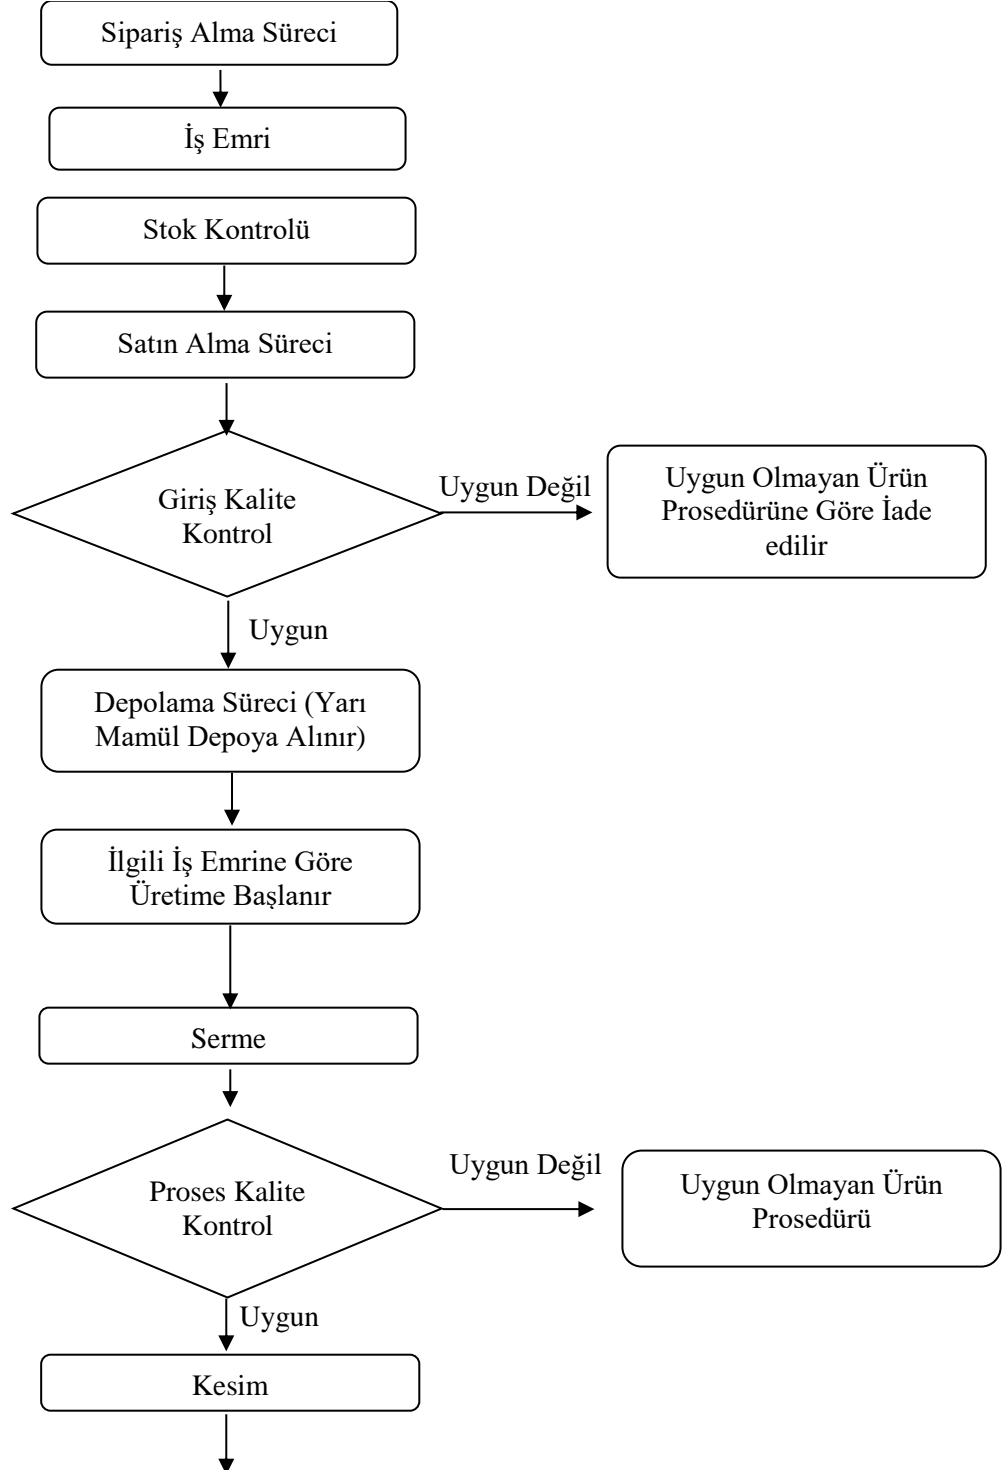 Sipariş Alma Süreci
İş Emri
Stok Kontrolü
Satın Alma Süreci
Giriş Kalite
Kontrol
Uygun Değil
Uygun Olmayan Ürün
Prosedürüne Göre İade
edilir
Uygun
Depolama Süreci (Yarı
Mamül Depoya Alınır)
İlgili İş Emrine Göre
Üretime Başlanır
Serme
Proses Kalite
Kontrol
Uygun Değil
Uygun Olmayan Ürün
Prosedürü
Uygun
Kesim